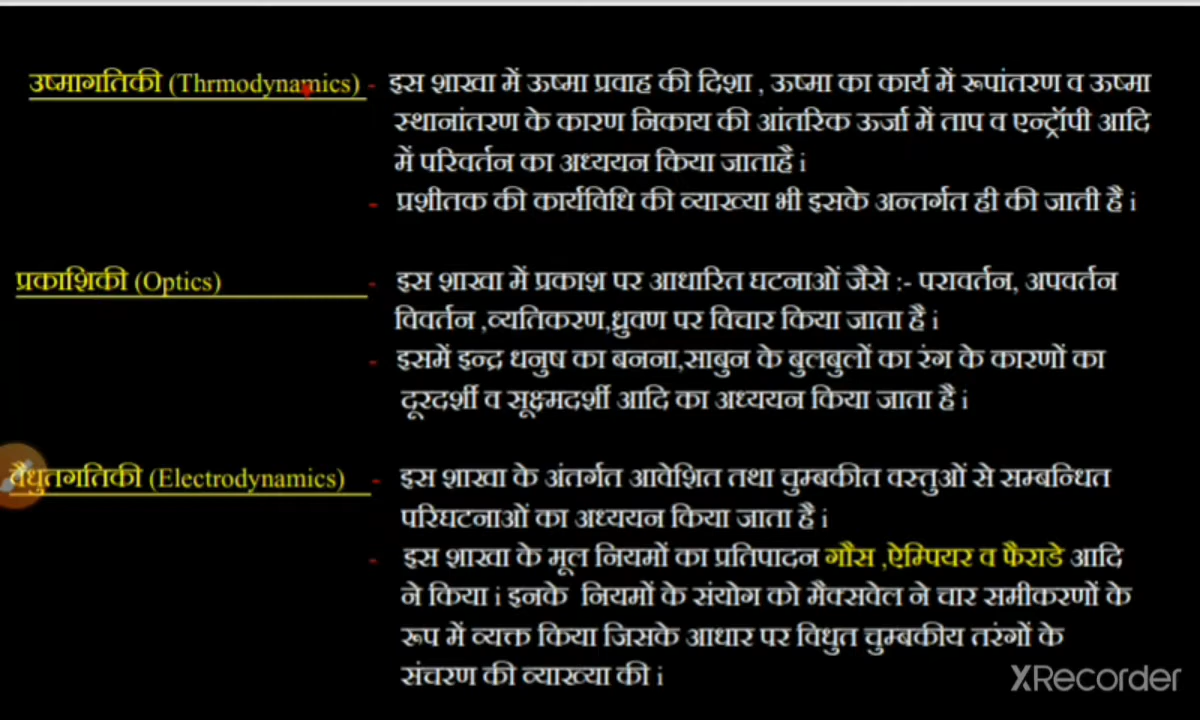 उष्मागतिकी (Thrmodynamics) - इस शाखा में ऊष्मा प्रवाह की दिशा , ऊष्मा का कार्य में रूपांतरण व ऊष्मा
स्थानांतरण के कारण निकाय की आंतरिक ऊर्जा में ताप व एन्ट्रॉपी आदि
में परिवर्तन का अध्ययन किया जाताहै i
- प्रशीतक की कार्यविधि की व्याख्या भी इसके अन्तर्गत ही की जाती है i
प्रकाशिकी (Optics) - इस शाखा में प्रकाश पर आधारित घटनाओं जैसे :- परावर्तन, अपवर्तन
विवर्तन ,व्यतिकरण,ध्रुवण पर विचार किया जाता है i
- इसमें इन्द्र धनुष का बनना,साबुन के बुलबुलों का रंग के कारणों का
दूरदर्शी व सूक्ष्मदर्शी आदि का अध्ययन किया जाता है i
वैधुतगतिकी (Electrodynamics) - इस शाखा के अंतर्गत आवेशित तथा चुम्बकीत वस्तुओं से सम्बन्धित
परिघटनाओं का अध्ययन किया जाता है i
- इस शाखा के मूल नियमों का प्रतिपादन गौस ,ऐम्पियर व फैराडे आदि
ने किया i इनके नियमों के संयोग को मैक्सवेल ने चार समीकरणों के
रूप में व्यक्त किया जिसके आधार पर विधुत चुम्बकीय तरंगों के
संचरण की व्याख्या की i
XRecorder